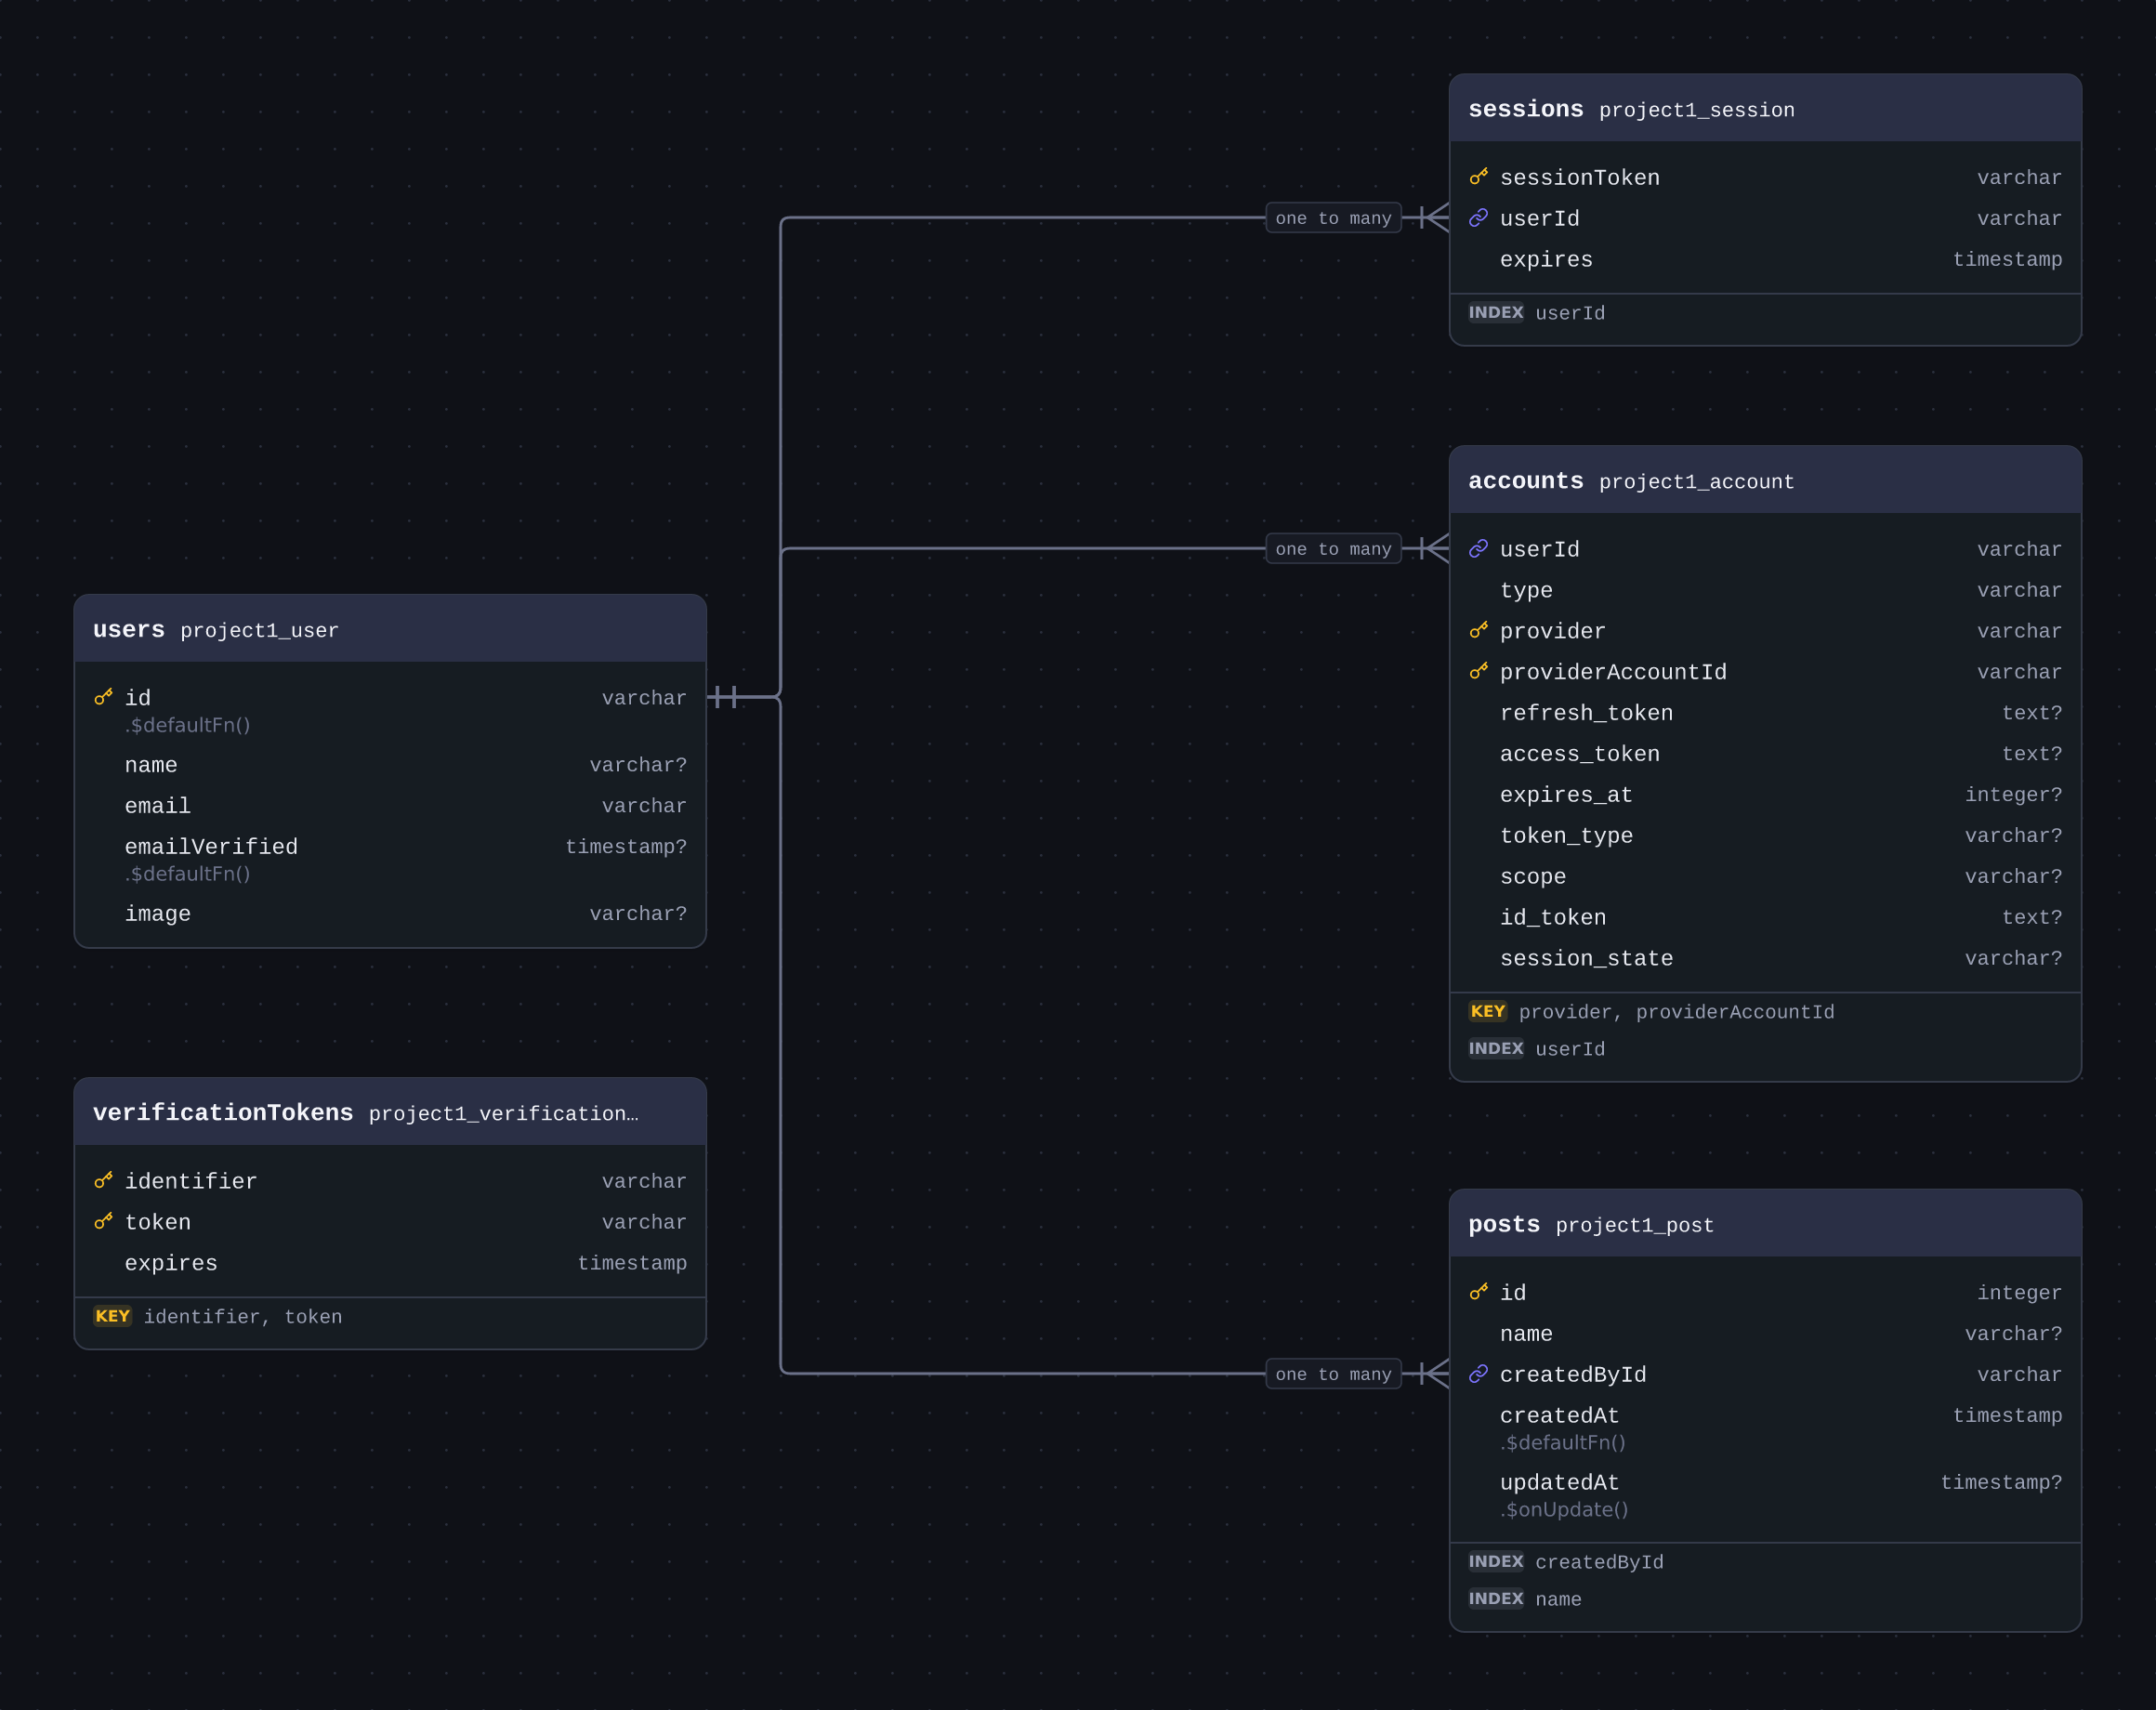 sessions project1_session
sessionToken varchar
userId varchar
expires timestamp
INDEX userId
one to many
accounts project1_account
userId varchar
type varchar
provider varchar
providerAccountId varchar
refresh_token text?
access_token text?
expires_at integer?
token_type varchar?
scope varchar?
id_token text?
session_state varchar?
KEY provider, providerAccountId
INDEX userId
one to many
users project1_user
id varchar
.$defaultFn()
name varchar?
email varchar
emailVerified timestamp?
.$defaultFn()
image varchar?
verificationTokens project1_verification…
identifier varchar
token varchar
expires timestamp
KEY identifier, token
posts project1_post
id integer
name varchar?
createdById varchar
createdAt timestamp
.$defaultFn()
updatedAt timestamp?
.$onUpdate()
INDEX createdById
INDEX name
one to many